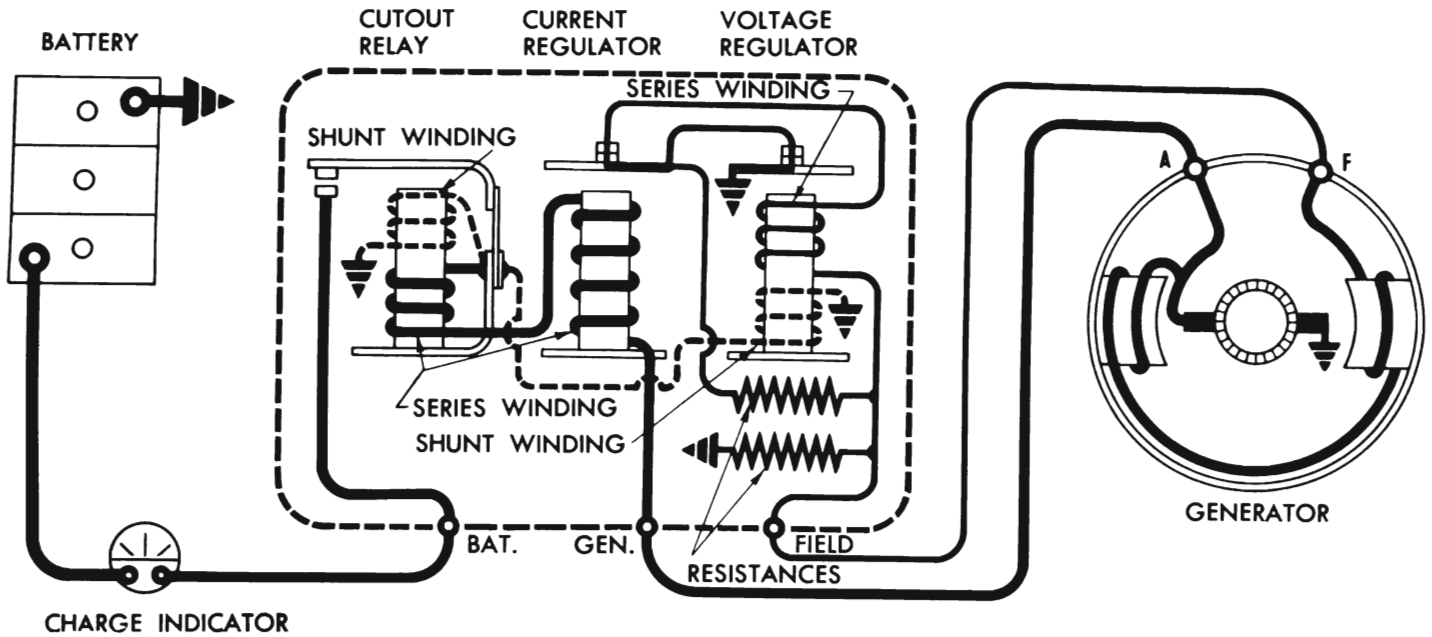 BATTERY
CUTOUT
RELAY
CURRENT
REGULATOR
VOLTAGE
REGULATOR
SERIES WINDING
SHUNT WINDING
A
F
SERIES WINDING
SHUNT WINDING
GENERATOR
BAT.
GEN.
FIELD
RESISTANCES
CHARGE INDICATOR